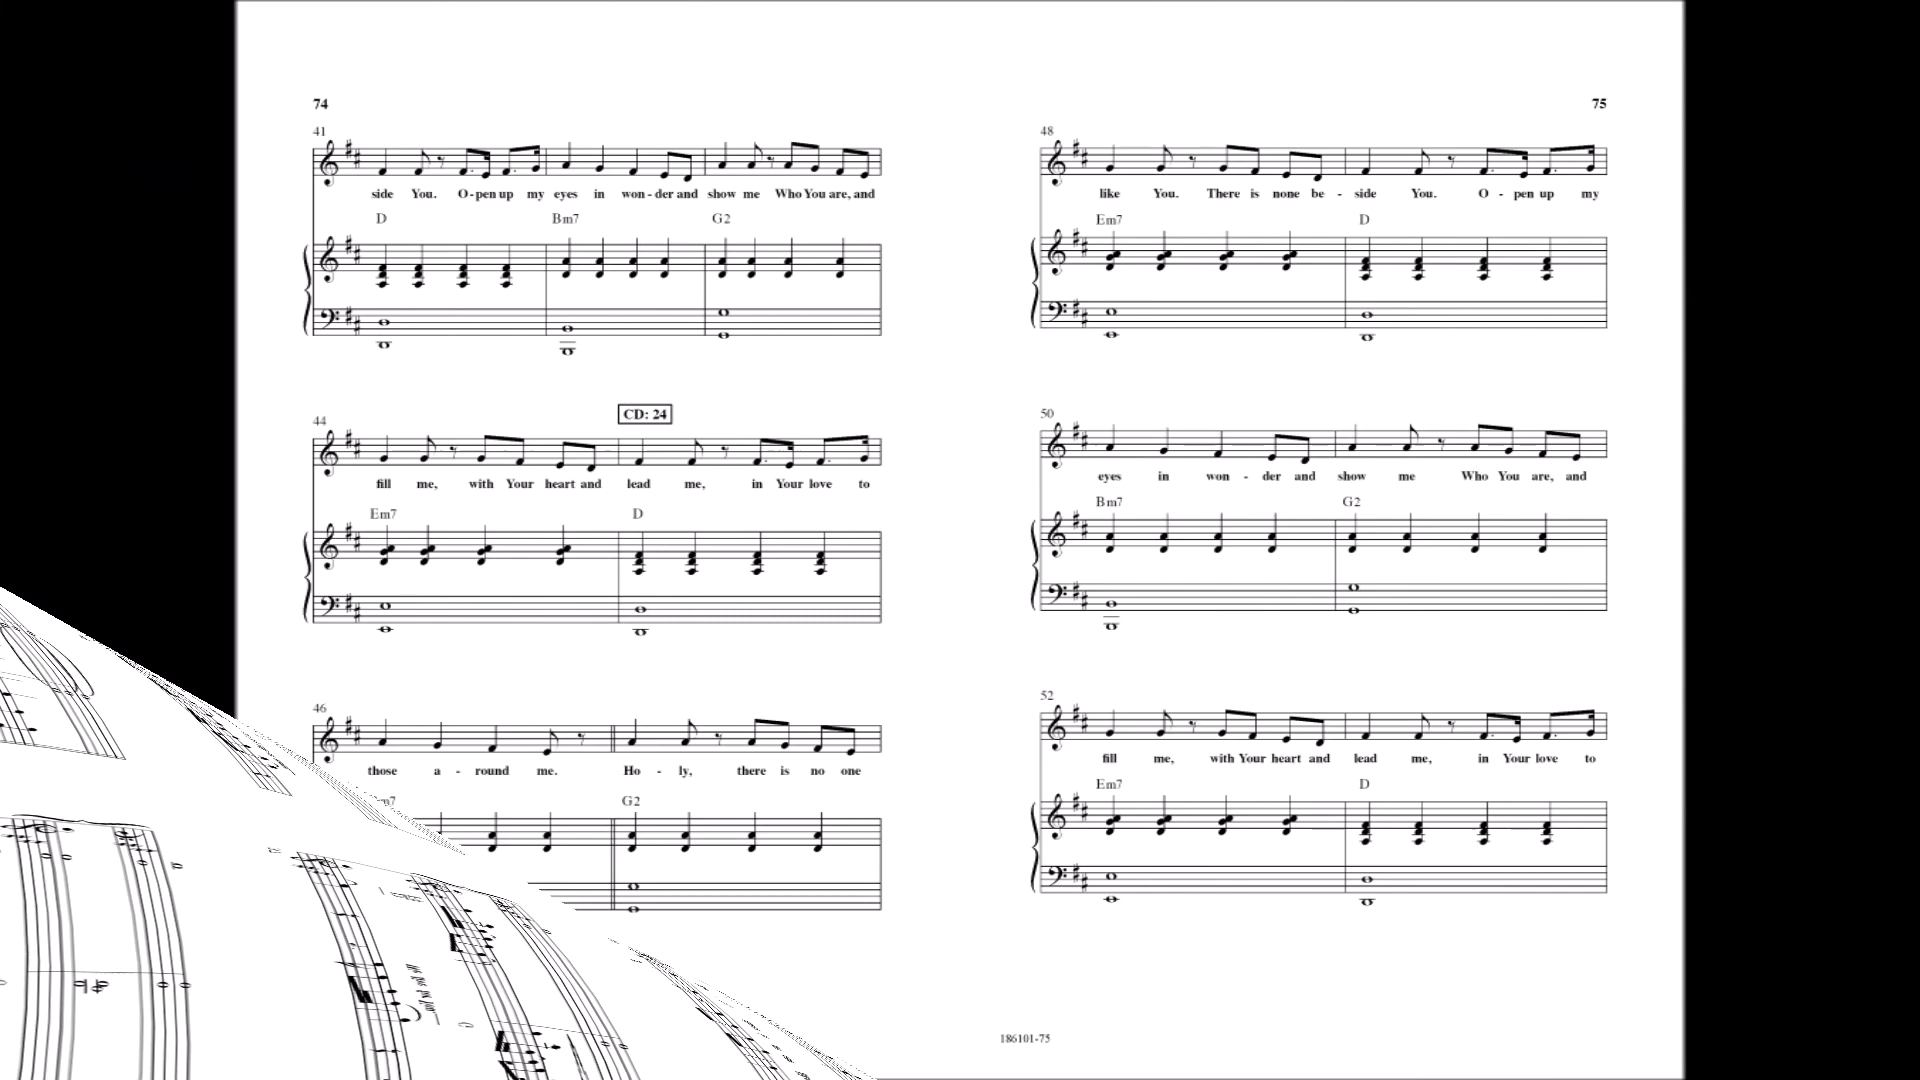 74
41
side You. O - pen up my eyes in won - der and show me Who You are, and
D Bm7 G2
CD: 24
44
fill me, with Your heart and lead me, in Your love to
Em7 D
46
those a - round me. Ho - ly, there is no one
G2
75
48
like You. There is none be - side You. O - pen up my
Em7 D
50
eyes in won - der and show me Who You are, and
Bm7 G2
52
fill me, with Your heart and lead me, in Your love to
Em7 D
186101-75